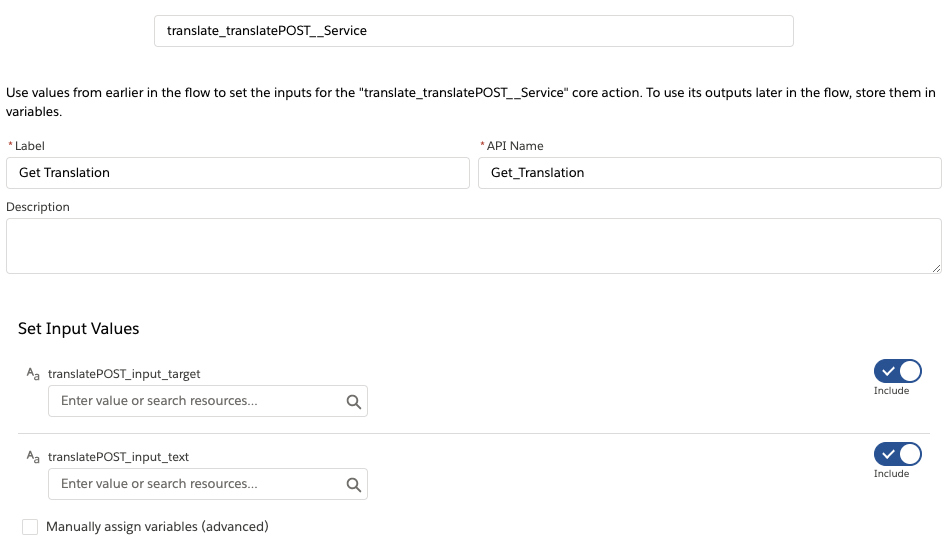 translate_translatePOST__Service
Use values from earlier in the flow to set the inputs for the "translate_translatePOST__Service" core action. To use its outputs later in the flow, store them in
variables.
* Label
* API Name
Get Translation
Get_Translation
Description
Set Input Values
Aa translatePOST_input_target
Enter value or search resources...
Include
Aa translatePOST_input_text
Enter value or search resources...
Include
Manually assign variables (advanced)